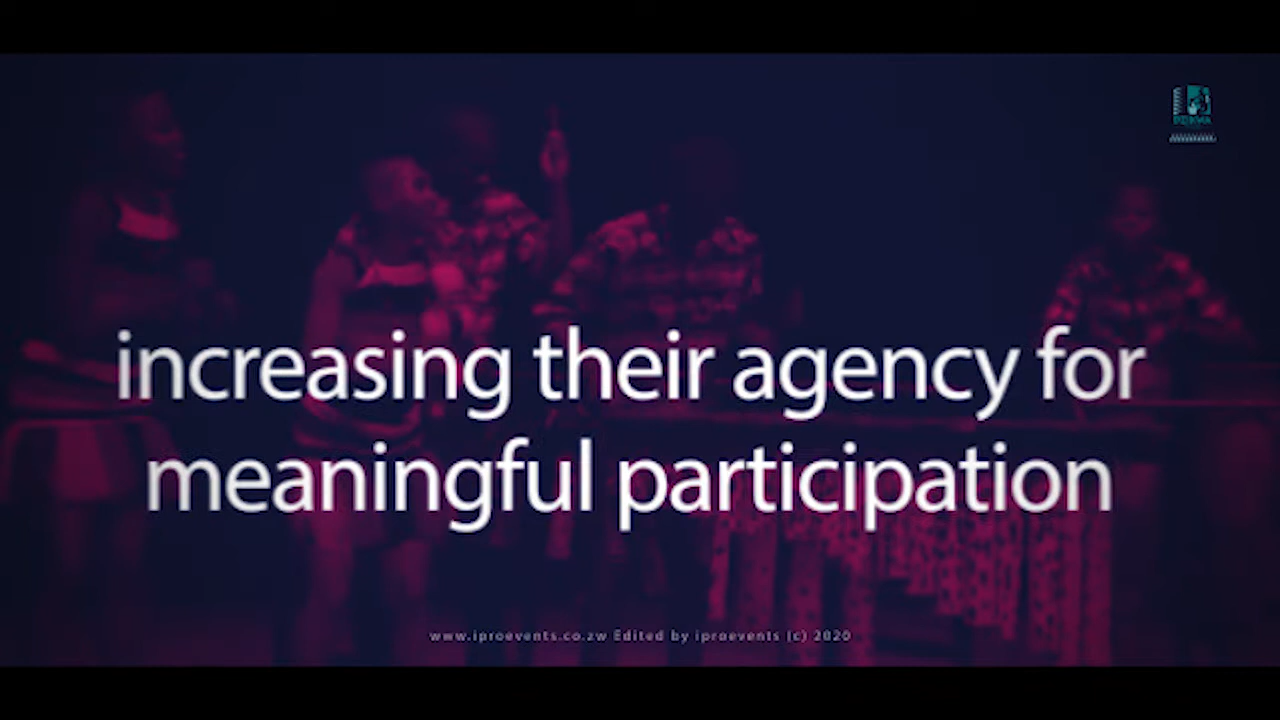 increasing their agency for
meaningful participation
www.iproevents.co.zw Edited by iproevents (c) 2020